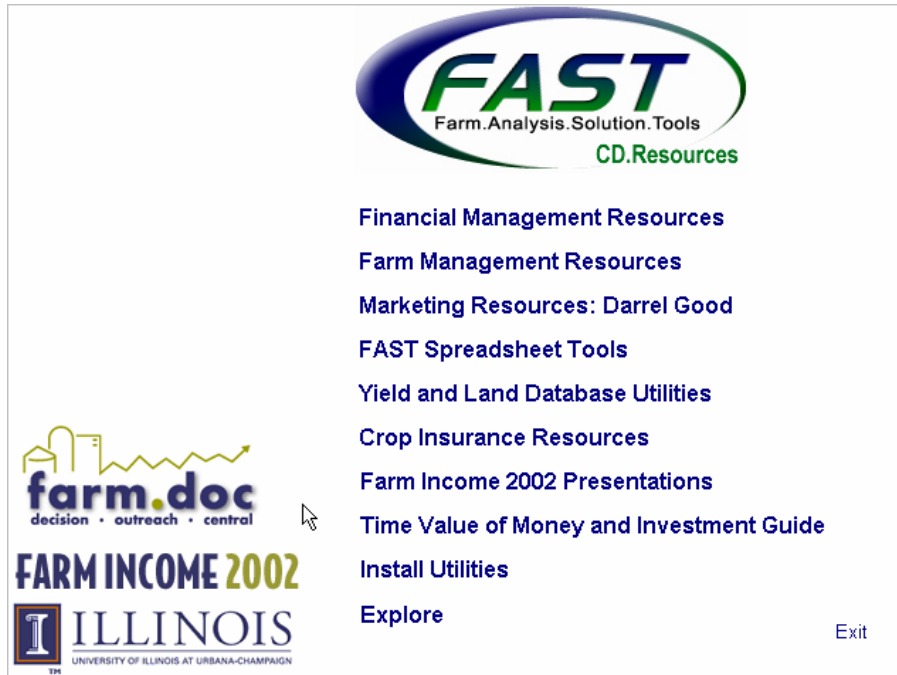 FAST
Farm.Analysis.Solution.Tools
CD.Resources
Financial Management Resources
Farm Management Resources
Marketing Resources: Darrel Good
FAST Spreadsheet Tools
Yield and Land Database Utilities
Crop Insurance Resources
Farm Income 2002 Presentations
Time Value of Money and Investment Guide
Install Utilities
Explore
Exit
farm.doc
decision · outreach · central
FARM INCOME 2002
I ILLINOIS
UNIVERSITY OF ILLINOIS AT URBANA-CHAMPAIGN
TM